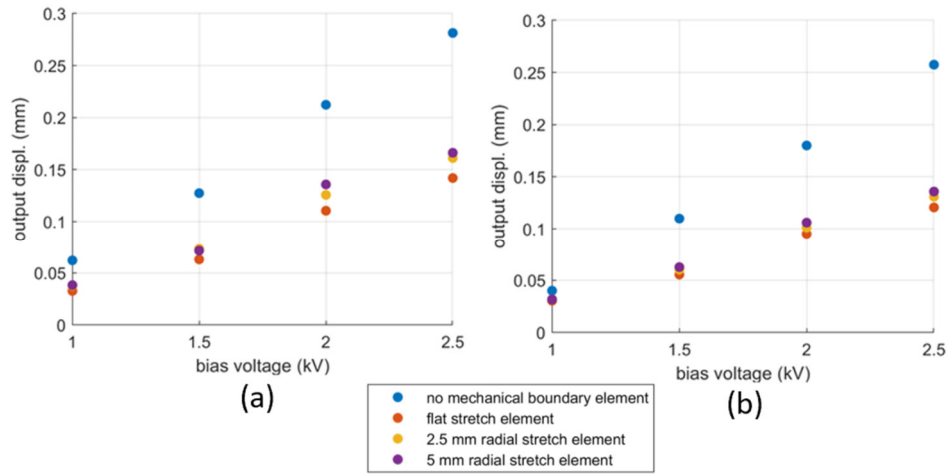 0.3
0.25
0.2
0.15
0.1
0.05
0
output displ. (mm)
1 1.5 2 2.5
bias voltage (kV)
(a)
0.3
0.25
0.2
0.15
0.1
0.05
0
output displ. (mm)
1 1.5 2 2.5
bias voltage (kV)
(b)
no mechanical boundary element
flat stretch element
2.5 mm radial stretch element
5 mm radial stretch element